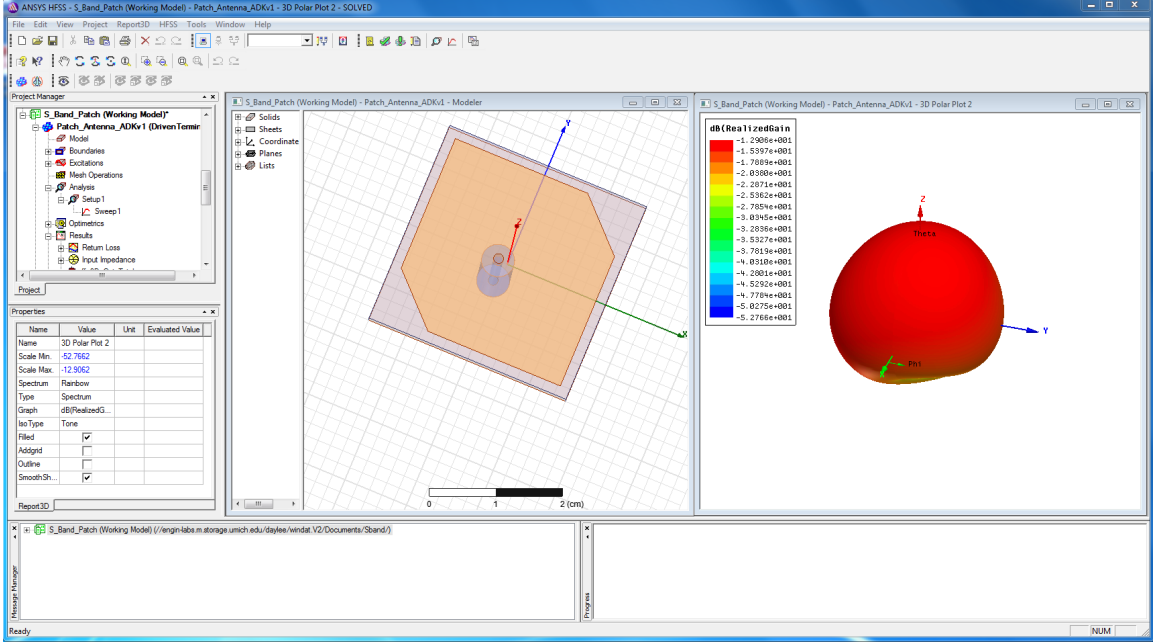 ANSYS HFSS - S_Band_Patch (Working Model) - Patch_Antenna_ADKv1 - 3D Polar Plot 2 - SOLVED
File Edit View Project Report3D HFSS Tools Window Help
Project Manager
S_Band_Patch (Working Model)*
Patch_Antenna_ADKv1 (DrivenTermin
Model
Boundaries
Excitations
Mesh Operations
Analysis
Setup1
Sweep1
Optimetrics
Results
Return Loss
Input Impedance
Project
Properties
Name Value Unit Evaluated Value
Name 3D Polar Plot 2
Scale Min. -52.7662
Scale Max. -12.9062
Spectrum Rainbow
Type Spectrum
Graph dB(RealizedG...
IsoType Tone
Filled
Addgrid
Outline
SmoothSh...
Report3D
S_Band_Patch (Working Model) - Patch_Antenna_ADKv1 - Modeler
Solids
Sheets
Coordinate
Planes
Lists
Y
Z
X
0 1 2 (cm)
S_Band_Patch (Working Model) - Patch_Antenna_ADKv1 - 3D Polar Plot 2
dB(RealizedGain
-1.2906e+001
-1.5397e+001
-1.7889e+001
-2.0380e+001
-2.2871e+001
-2.5362e+001
-2.7854e+001
-3.0345e+001
-3.2836e+001
-3.5327e+001
-3.7819e+001
-4.0310e+001
-4.2801e+001
-4.5292e+001
-4.7784e+001
-5.0275e+001
-5.2766e+001
Z
Theta
Y
Phi
X
S_Band_Patch (Working Model) (//engin-labs.m.storage.umich.edu/daylee/windat.V2/Documents/Sband/)
Message Manager
Progress
Ready
NUM